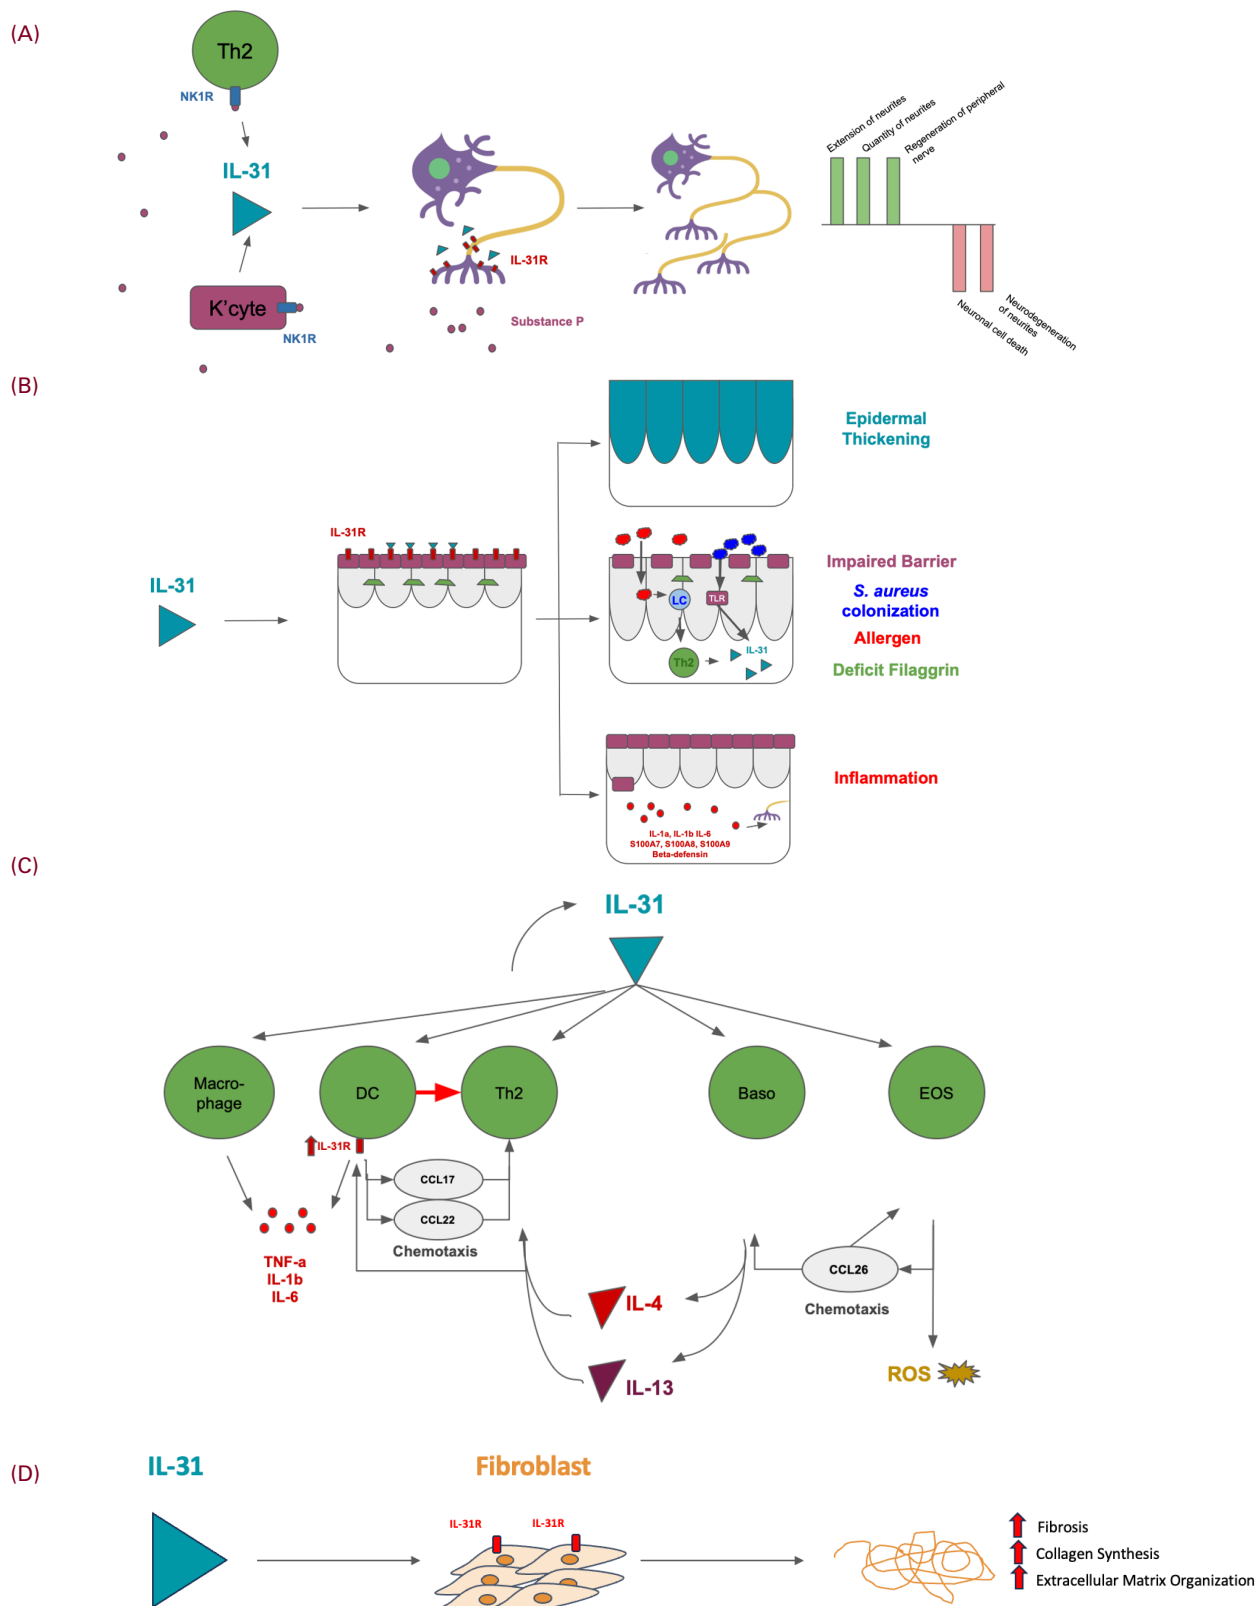 (A)
Th2
NK1R
IL-31
K'cyte
NK1R
IL-31R
Substance P
Extension of neurites
Quantity of neurites
Regeneration of peripheral
nerve
Neuronal cell death
Neurodegeneration
of neurites
(B)
IL-31
IL-31R
Epidermal
Thickening
LC
TLR
Th2
IL-31
Impaired Barrier
S. aureus
colonization
Allergen
Deficit Filaggrin
IL-1a, IL-1b IL-6
S100A7, S100A8, S100A9
Beta-defensin
Inflammation
(C)
IL-31
Macro-
phage
DC
Th2
Baso
EOS
IL-31R
CCL17
CCL22
Chemotaxis
TNF-a
IL-1b
IL-6
IL-4
IL-13
CCL26
Chemotaxis
ROS
(D)
IL-31
Fibroblast
IL-31R
IL-31R
Fibrosis
Collagen Synthesis
Extracellular Matrix Organization